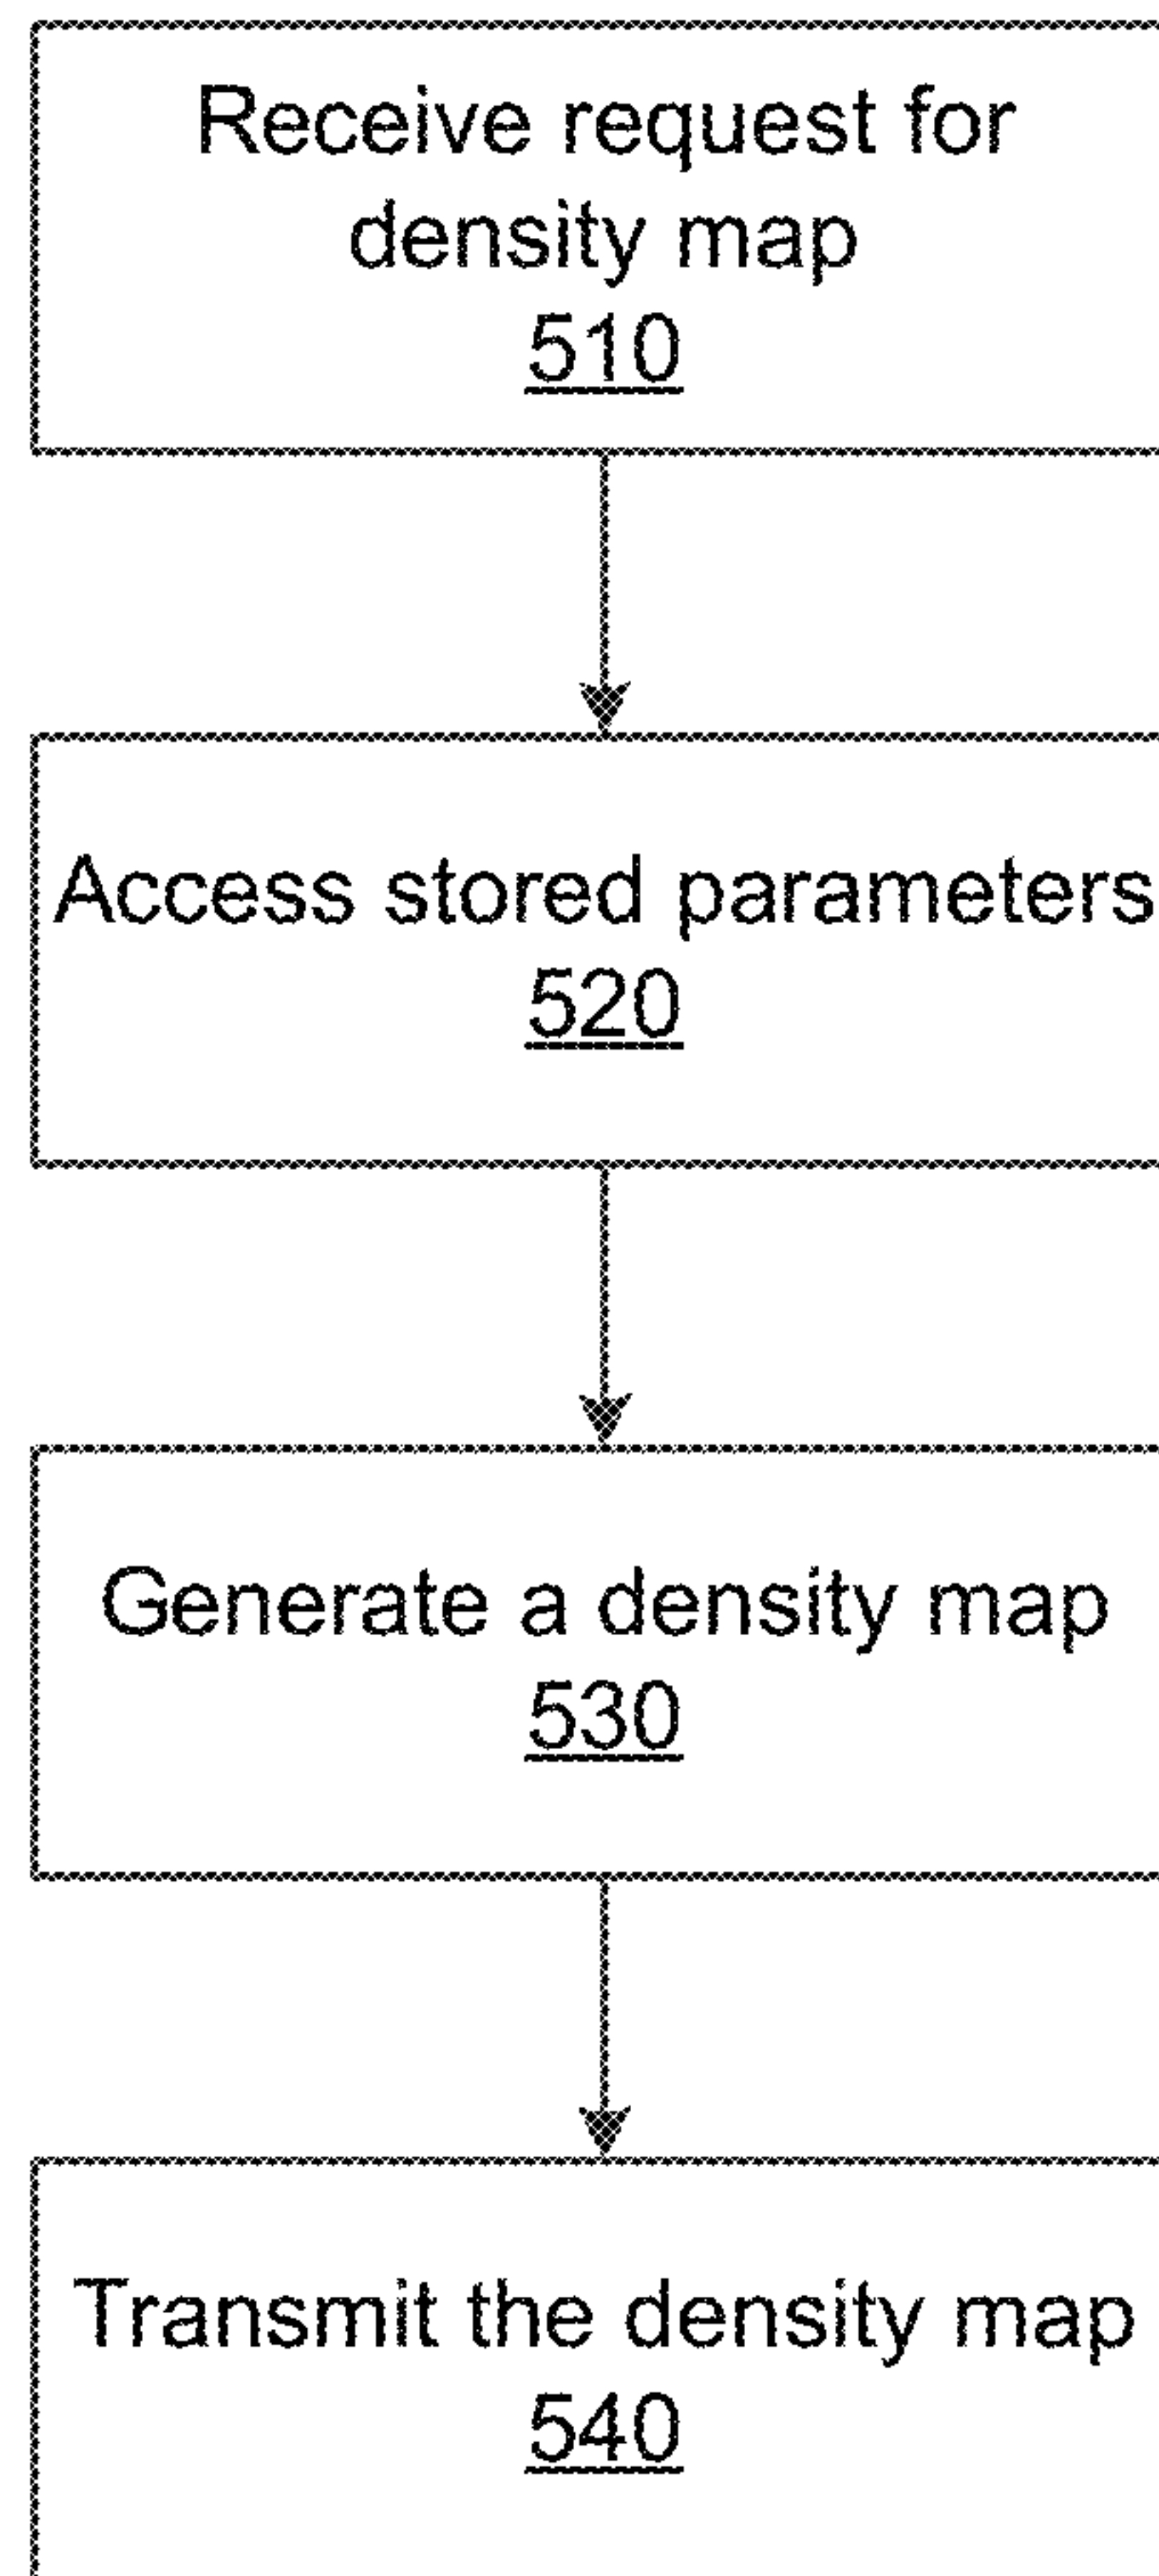 Receive request for
density map
510
Access stored parameters
520
Generate a density map
530
Transmit the density map
540